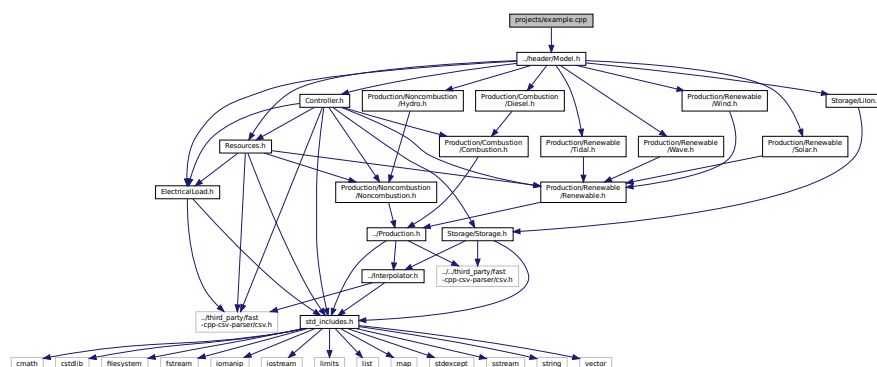 projects/example.cpp
../header/Model.h
Controller.h
Production/Noncombustion
/Hydro.h
Production/Combustion
/Diesel.h
Production/Renewable
/Wind.h
Storage/LiIon.
Resources.h
Production/Combustion
/Combustion.h
Production/Renewable
/Tidal.h
Production/Renewable
/Wave.h
Production/Renewable
/Solar.h
ElectricalLoad.h
Production/Noncombustion
/Noncombustion.h
Production/Renewable
/Renewable.h
../Production.h
Storage/Storage.h
../Interpolator.h
../../third_party/fast
-cpp-csv-parser/csv.h
../third_party/fast
-cpp-csv-parser/csv.h
std_includes.h
cmath
cstdlib
filesystem
fstream
iomanip
iostream
limits
list
map
stdexcept
sstream
string
vector